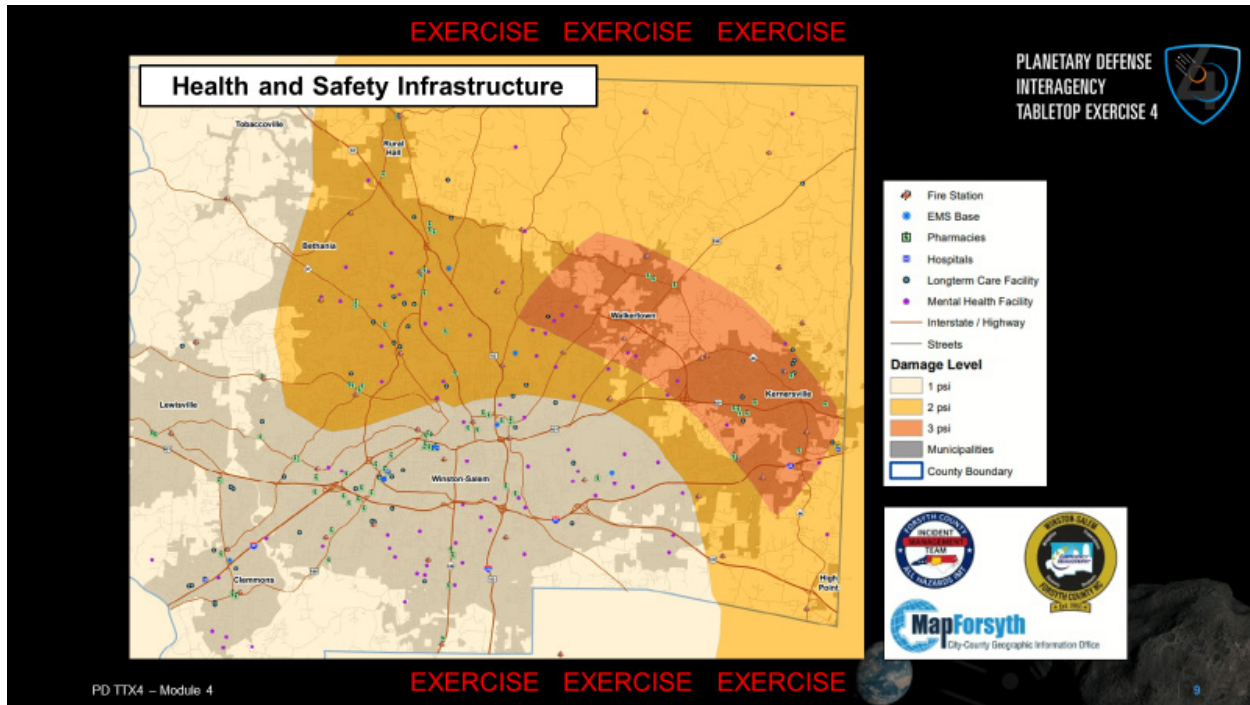 EXERCISE EXERCISE EXERCISE
Health and Safety Infrastructure
PLANETARY DEFENSE
INTERAGENCY
TABLETOP EXERCISE 4
Tobaccoville
Rural
Hall
Bethania
Walkertown
Kernersville
Lewisville
Winston-Salem
Clemmons
High
Point
Fire Station
EMS Base
Pharmacies
Hospitals
Longterm Care Facility
Mental Health Facility
Interstate / Highway
Streets
Damage Level
1 psi
2 psi
3 psi
Municipalities
County Boundary
FORSYTH COUNTY
INCIDENT
MANAGEMENT
TEAM
ALL HAZARDS IMT
WINSTON-SALEM
FORSYTH COUNTY NC
MapForsyth
City-County Geographic Information Office
PD TTX4 – Module 4
EXERCISE EXERCISE EXERCISE
9